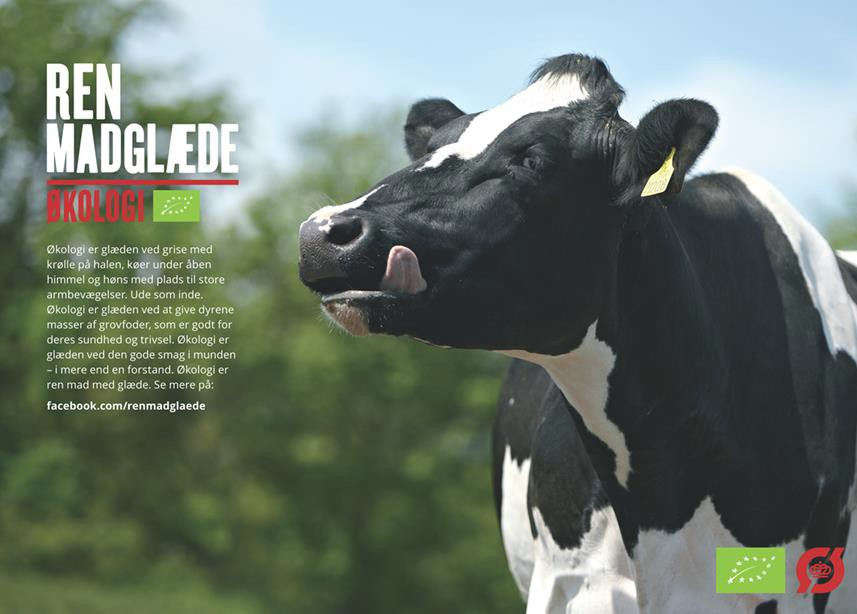 REN
MADGLÆDE
ØKOLOGI
Økologi er glæden ved grise med
krølle på halen, køer under åben
himmel og høns med plads til store
armbevægelser. Ude som inde.
Økologi er glæden ved at give dyrene
masser af grovfoder, som er godt for
deres sundhed og trivsel. Økologi er
glæden ved den gode smag i munden
– i mere end en forstand. Økologi er
ren mad med glæde. Se mere på:
facebook.com/renmadglaede
Ø